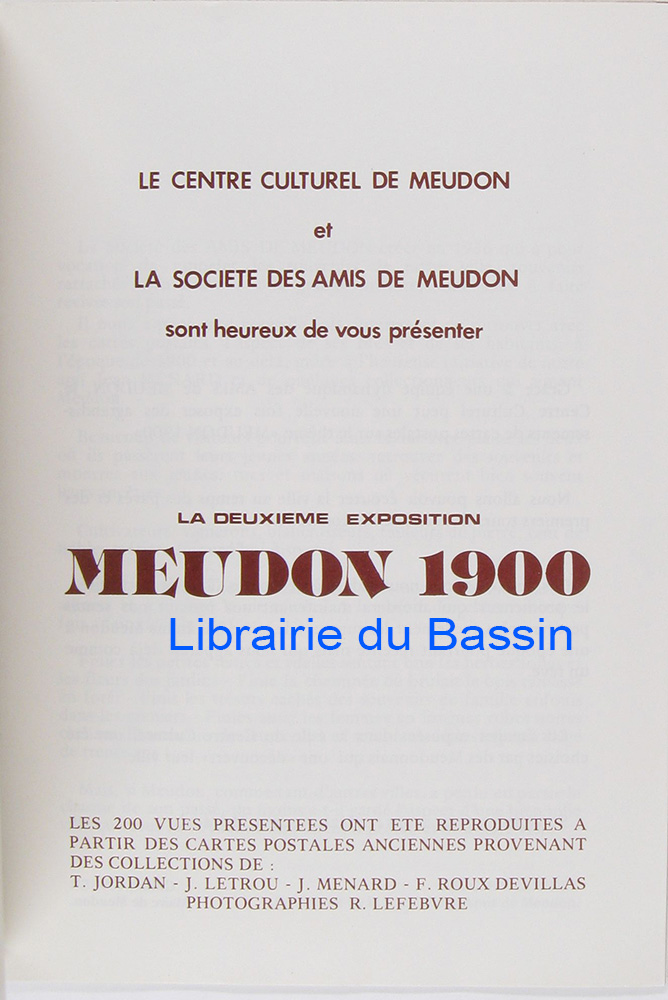 LE CENTRE CULTUREL DE MEUDON
et
LA SOCIETE DES AMIS DE MEUDON
sont heureux de vous présenter
LA DEUXIEME EXPOSITION
MEUDON 1900
Librairie du Bassin
LES 200 VUES PRESENTEES ONT ETE REPRODUITES A
PARTIR DES CARTES POSTALES ANCIENNES PROVENANT
DES COLLECTIONS DE :
T. JORDAN - J. LETROU - J. MENARD - F. ROUX DEVILLAS
PHOTOGRAPHIES R. LEFEBVRE